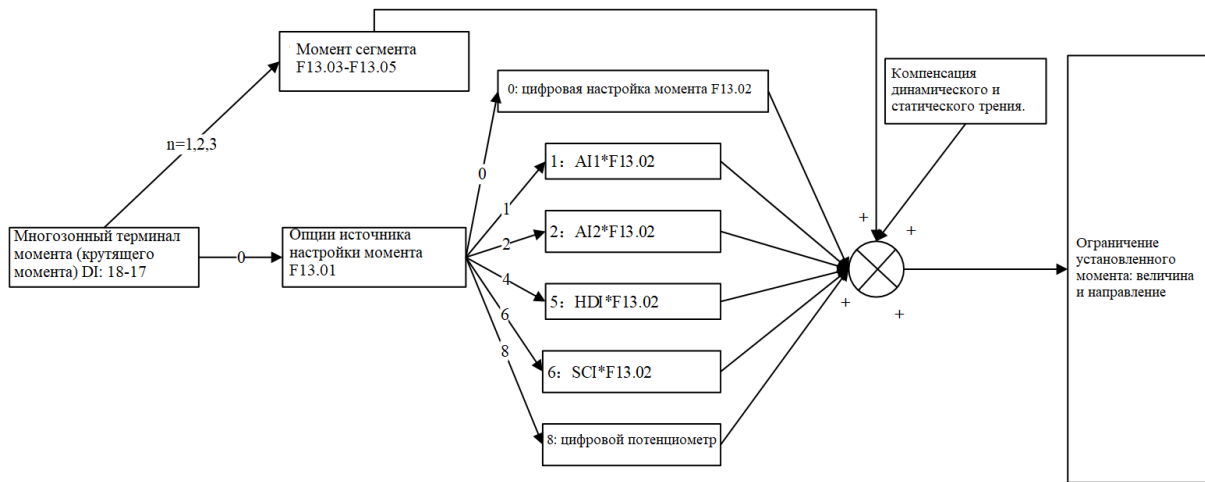 Момент сегмента
F13.03-F13.05
n=1,2,3
Многозонный терминал
момента (крутящего
момента) DI: 18-17
0
Опции источника
настройки момента
F13.01
0
1
2
4
6
8
0: цифровая настройка момента F13.02
1: AI1*F13.02
2: AI2*F13.02
5: HDI*F13.02
6: SCI*F13.02
8: цифровой потенциометр
Компенсация
динамического и
статического трения.
+
+
+
+
Ограничение
установленного
момента: величина
и направление